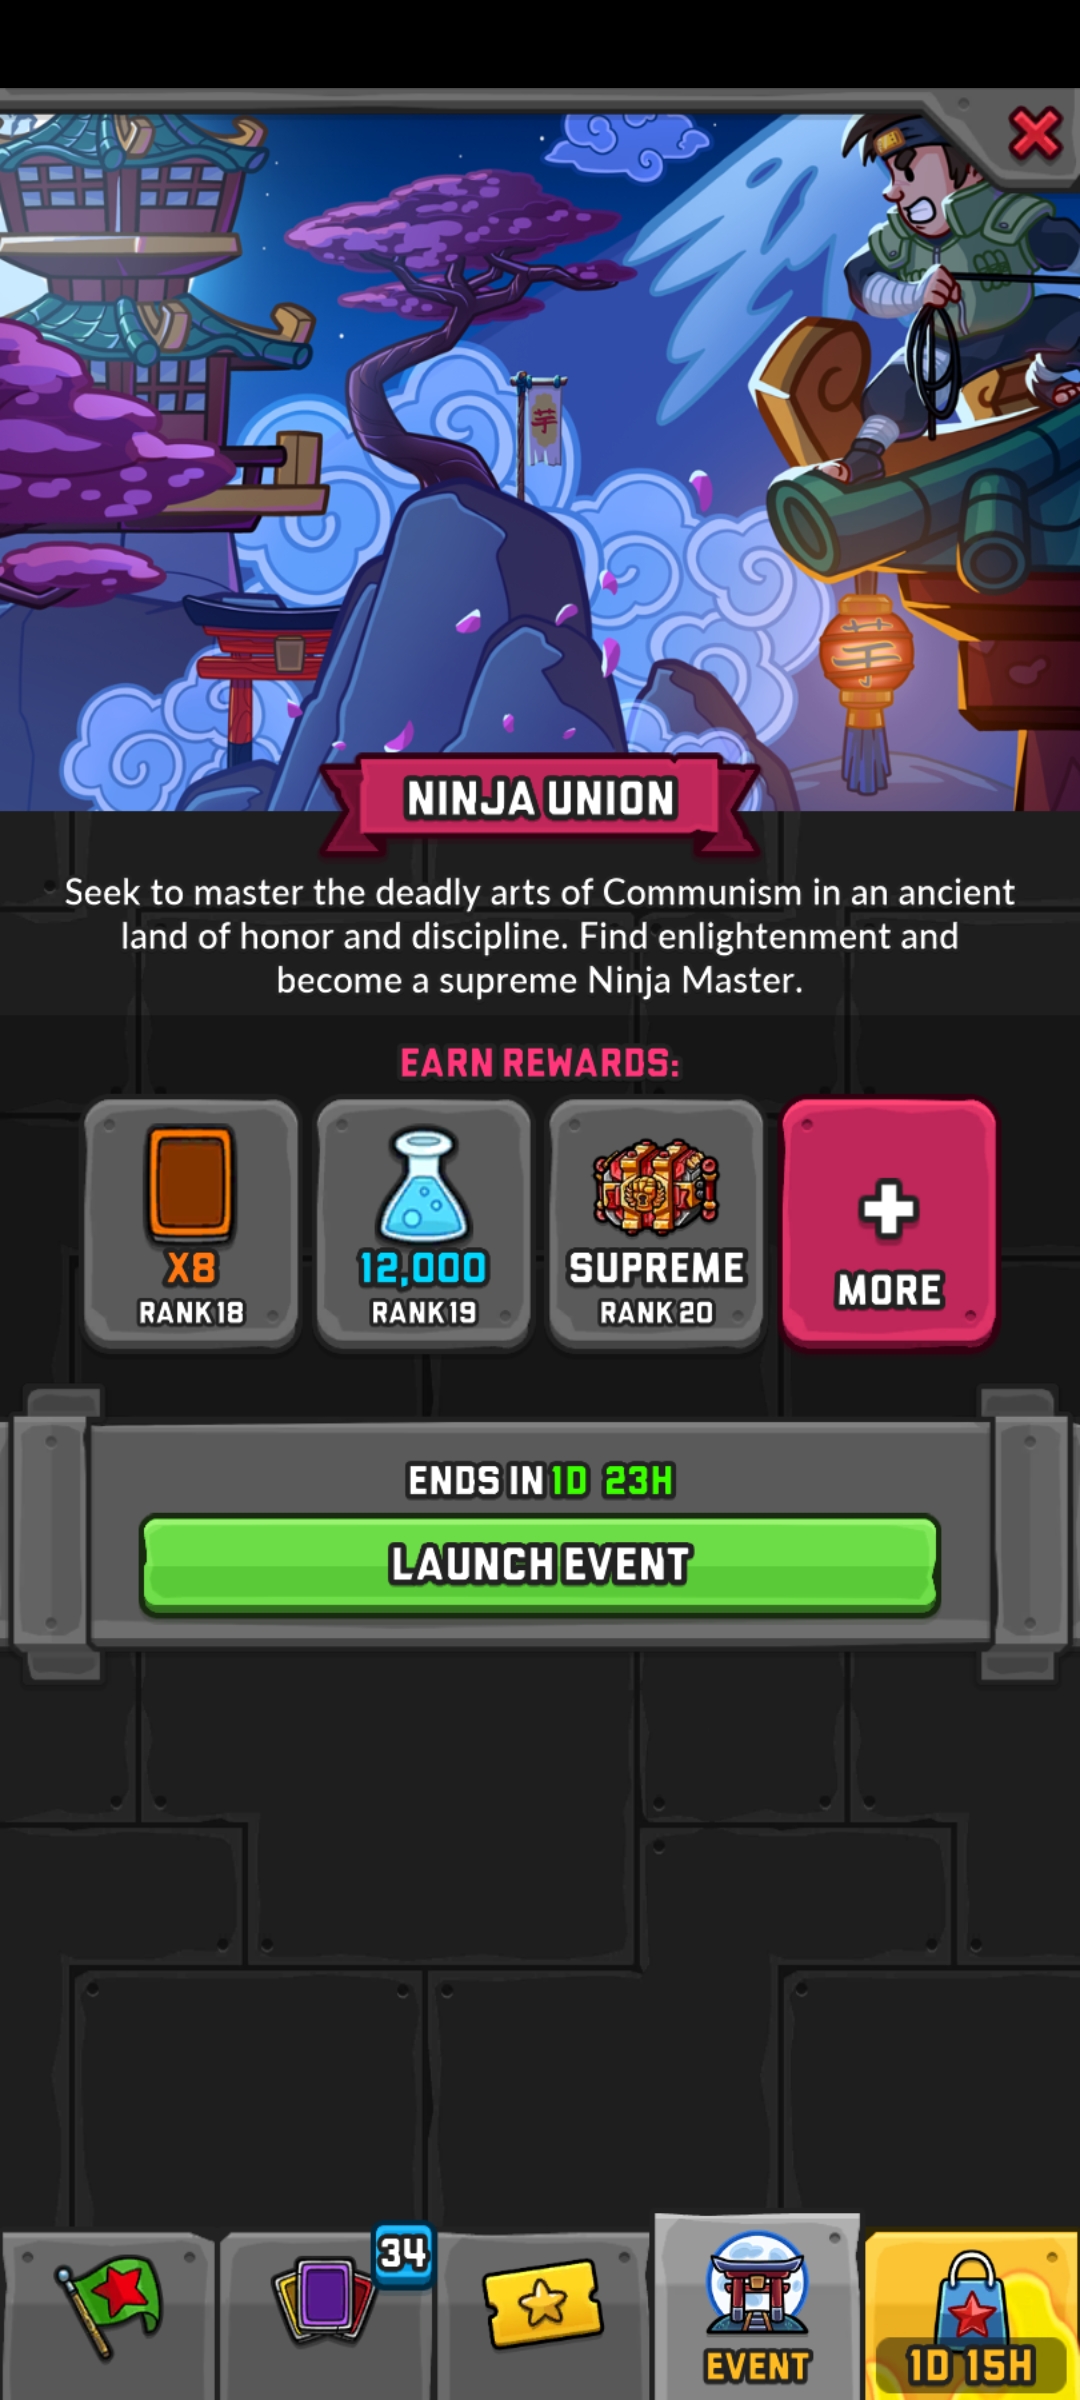 芋
芋
NINJA UNION
Seek to master the deadly arts of Communism in an ancient
land of honor and discipline. Find enlightenment and
become a supreme Ninja Master.
EARN REWARDS:
X8
RANK 18
12,000
RANK 19
SUPREME
RANK 20
MORE
ENDS IN 1D 23H
LAUNCH EVENT
34
EVENT
1D 15H